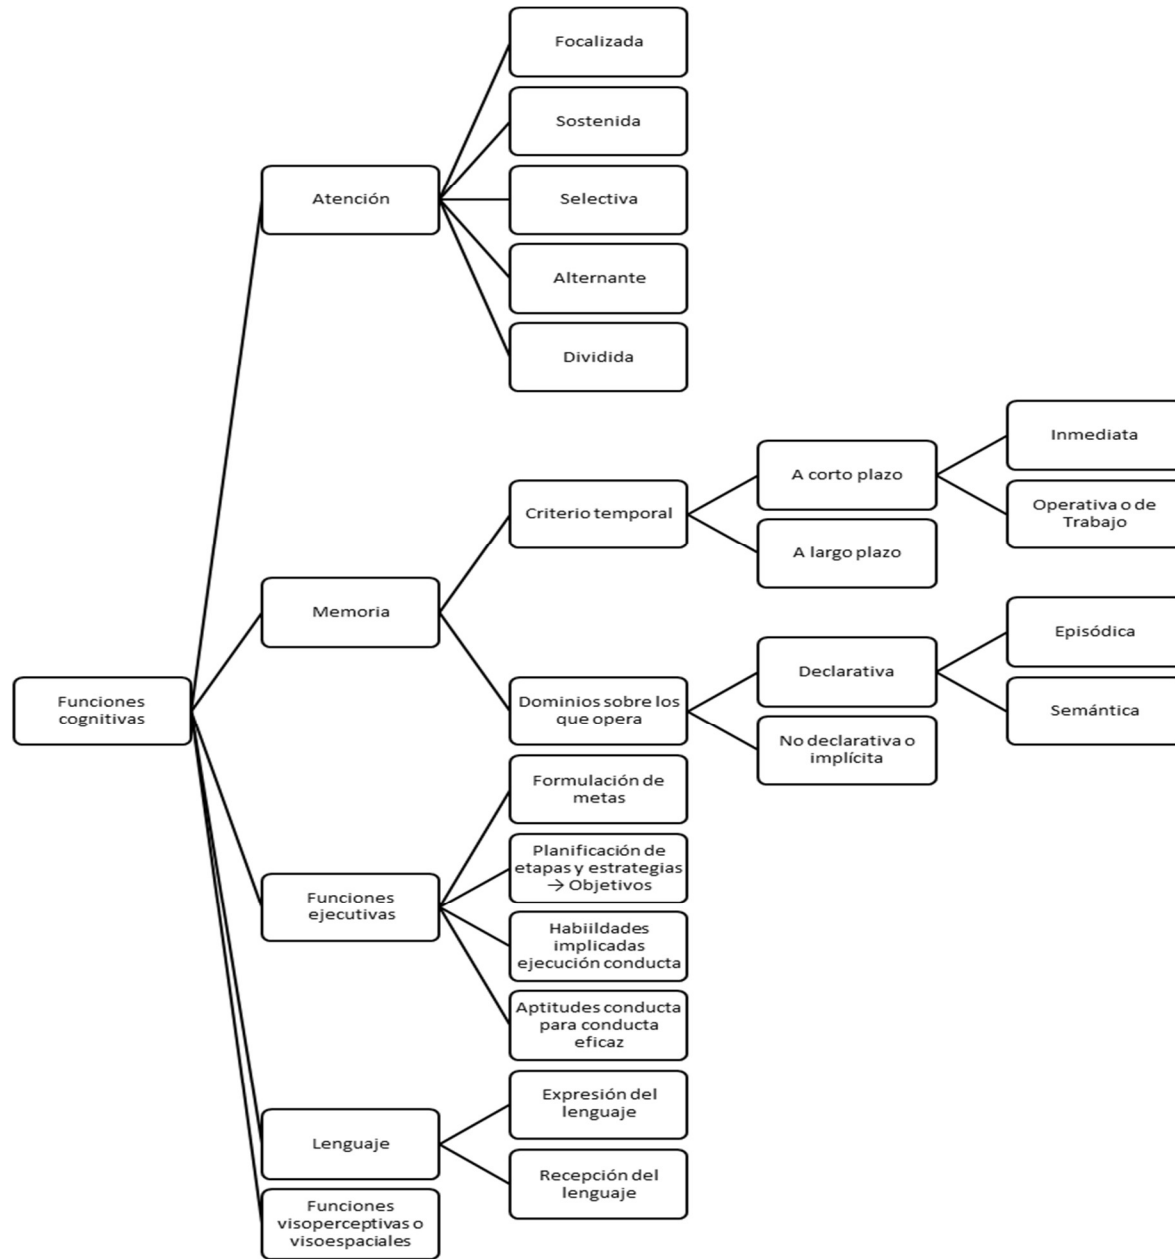 Focalizada
Sostenida
Selectiva
Atención
Alternante
Dividida
Inmediata
A corto plazo
Operativa o de
Trabajo
Criterio temporal
A largo plazo
Memoria
Episódica
Declarativa
Semántica
Dominios sobre los
que opera
No declarativa o
implícita
Funciones
cognitivas
Formulación de
metas
Planificación de
etapas y estrategias
→ Objetivos
Funciones
ejecutivas
Habiildades
implicadas
ejecución conducta
Aptitudes conducta
para conducta
eficaz
Expresión del
lenguaje
Lenguaje
Recepción del
lenguaje
Funciones
visoperceptivas o
visoespaciales